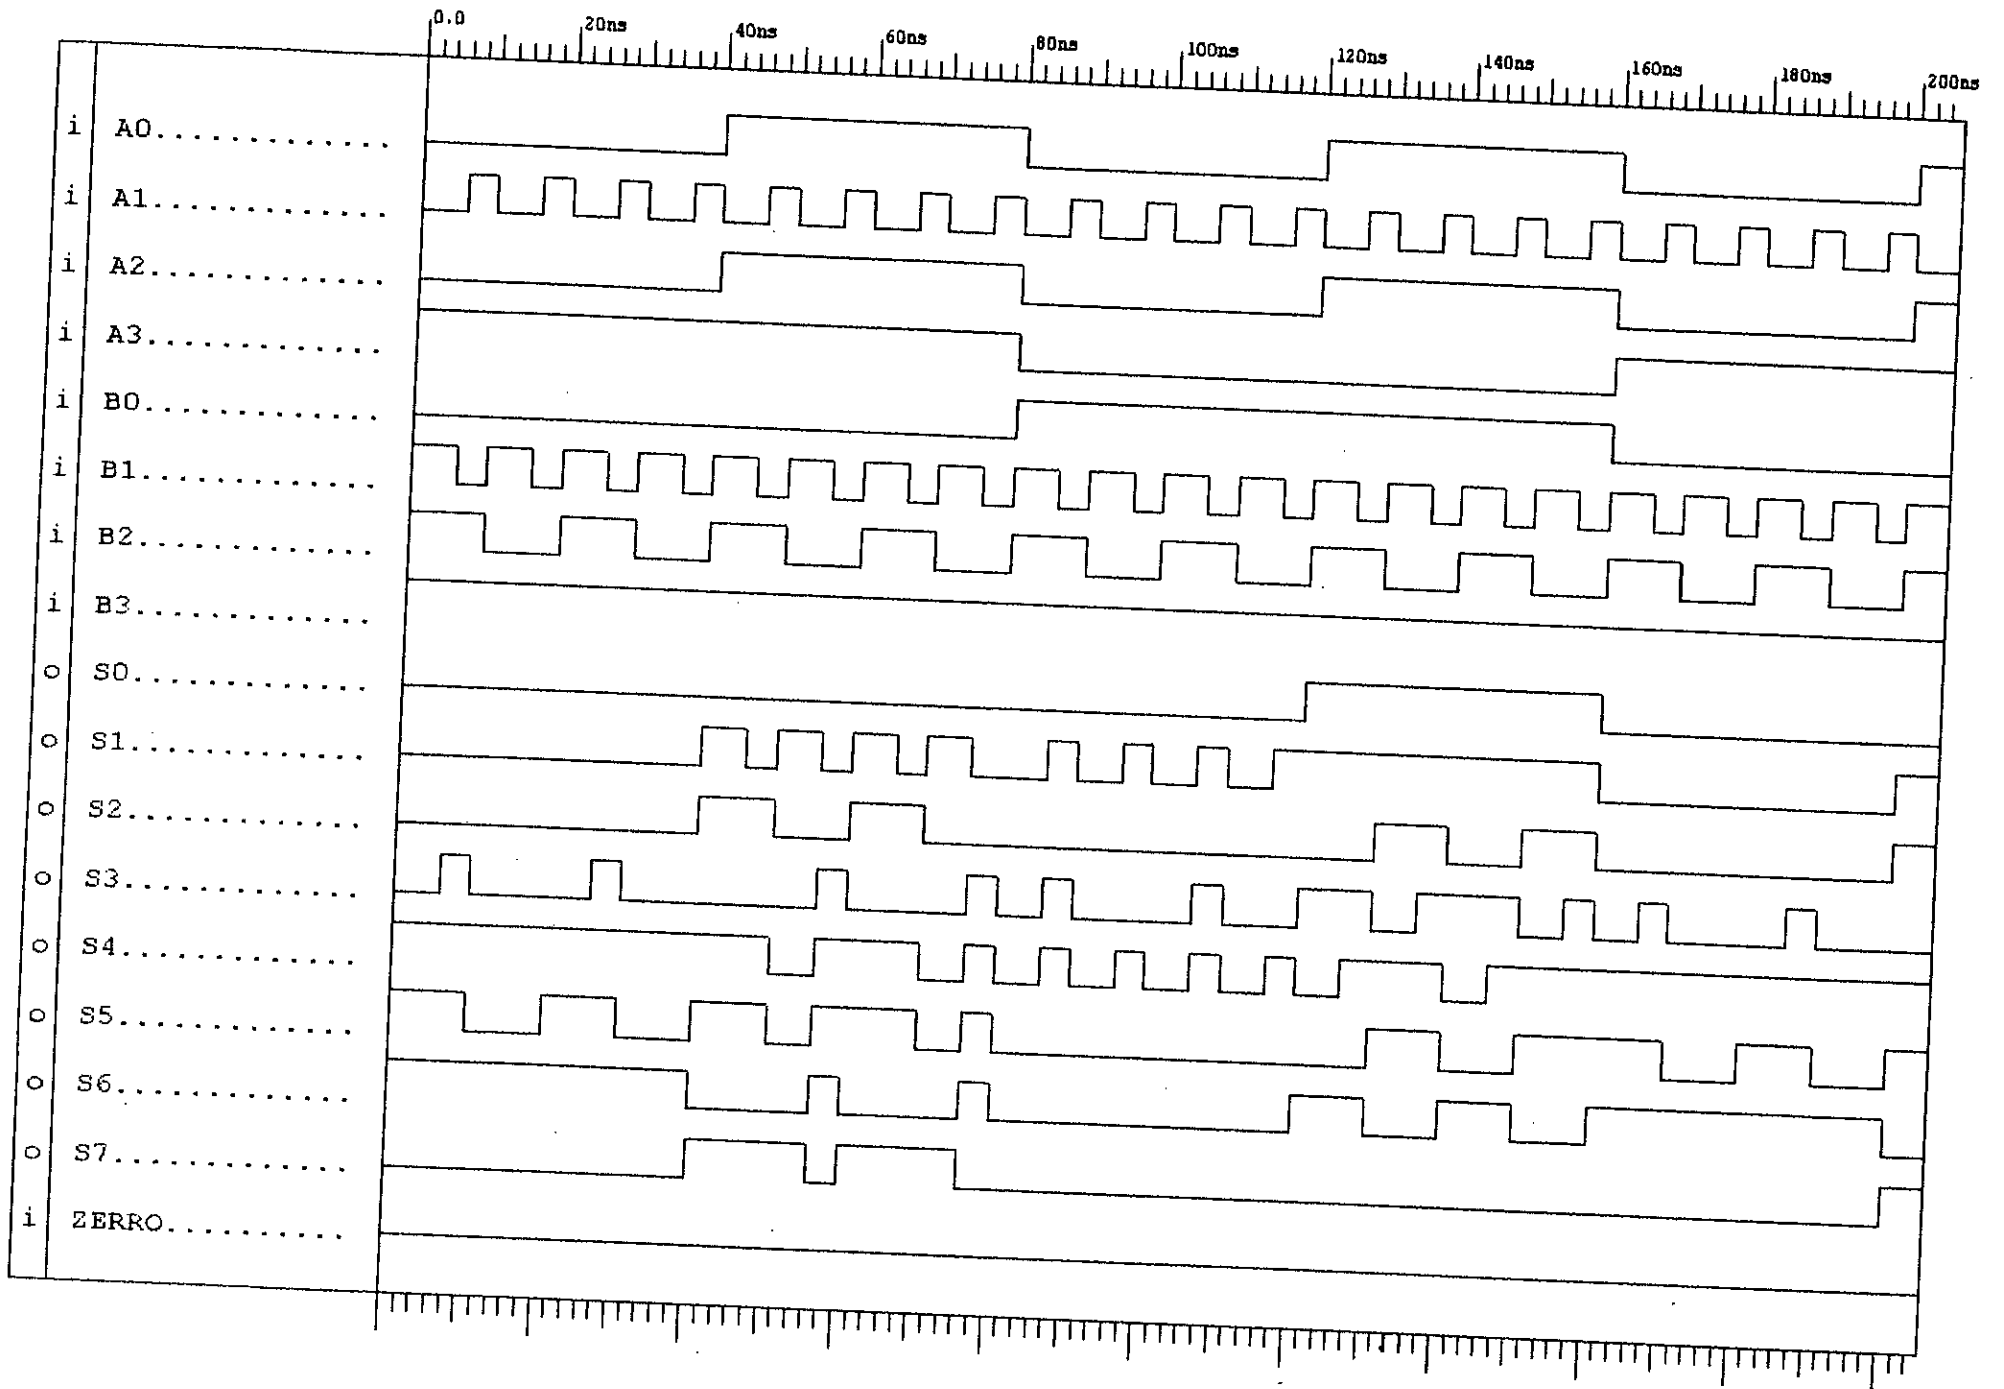 0.0 20ns 40ns 60ns 80ns 100ns 120ns 140ns 160ns 180ns 200ns
i A0.............
i A1.............
i A2.............
i A3.............
i B0.............
i B1.............
i B2.............
i B3.............
o S0.............
o S1.............
o S2.............
o S3.............
o S4.............
o S5.............
o S6.............
o S7.............
i ZERRO..........